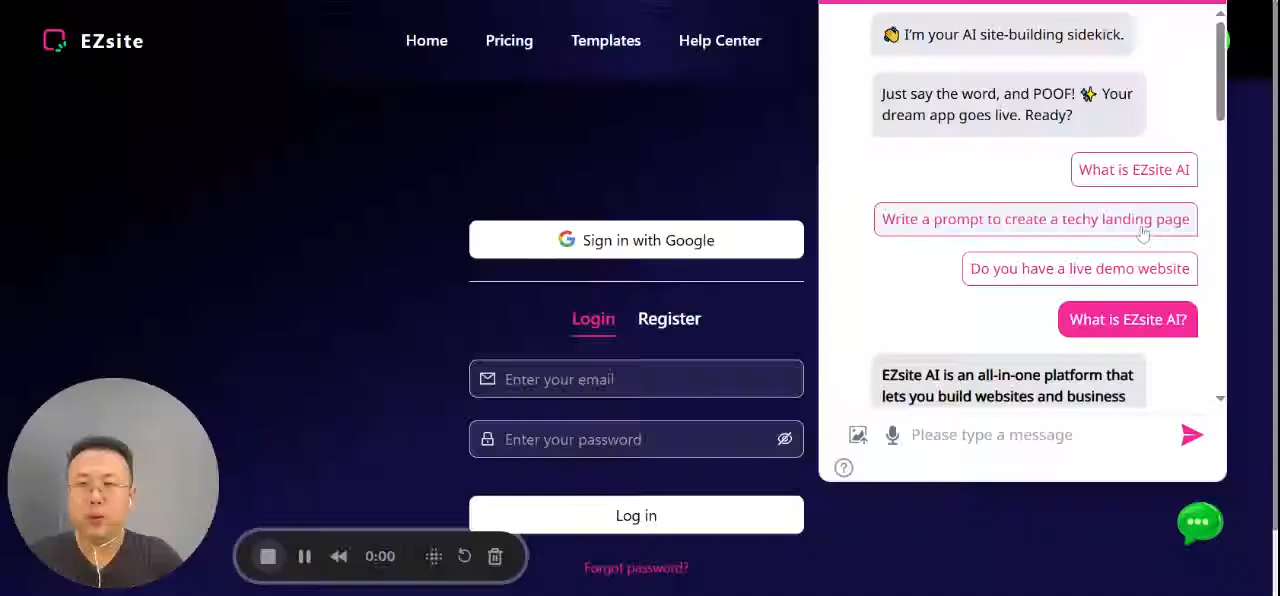 EZsite
Home
Pricing
Templates
Help Center
👋 I'm your AI site-building sidekick.
Just say the word, and POOF! ✨ Your
dream app goes live. Ready?
What is EZsite AI
Write a prompt to create a techy landing page
Do you have a live demo website
What is EZsite AI?
EZsite AI is an all-in-one platform that
lets you build websites and business
Please type a message
Sign in with Google
Login
Register
Enter your email
Enter your password
Log in
Forgot password?
0:00